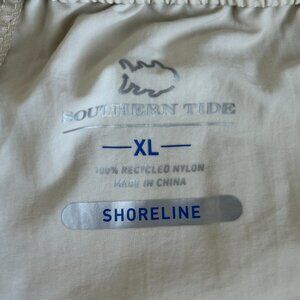 SOUTHERN TIDE
XL
100% RECYCLED NYLON
MADE IN CHINA
SHORELINE